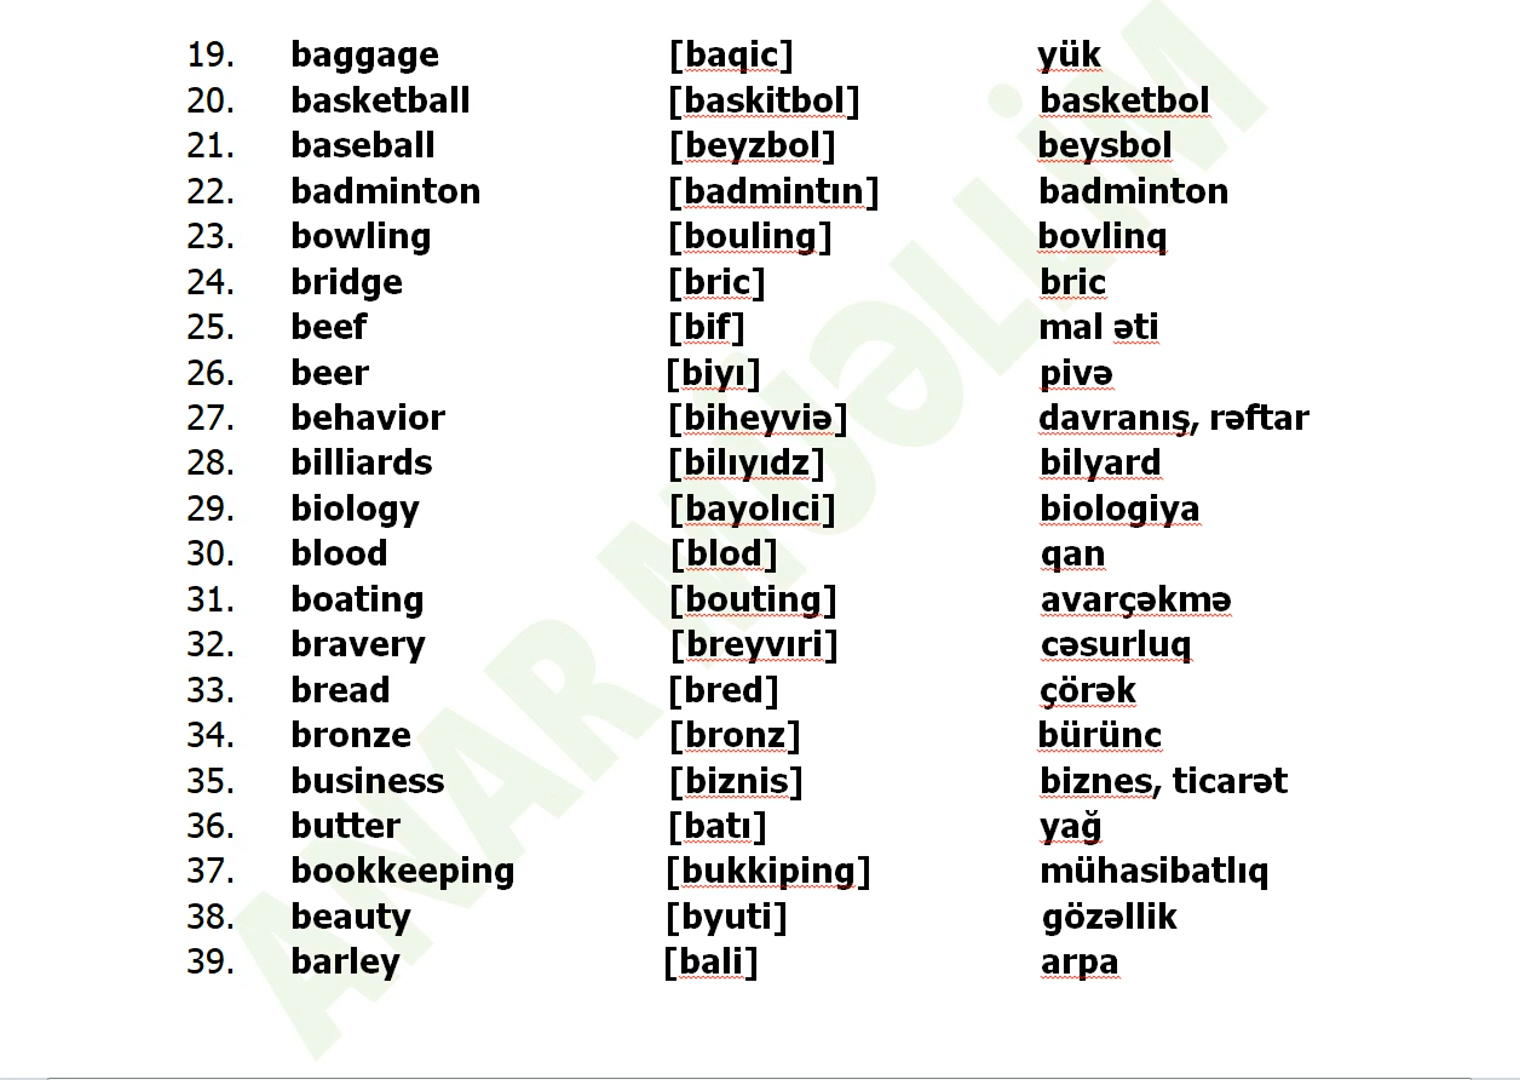 19. baggage [baqic] yük
20. basketball [baskitbol] basketbol
21. baseball [beyzbol] beysbol
22. badminton [badmintın] badminton
23. bowling [bouling] bovlinq
24. bridge [bric] bric
25. beef [bif] mal əti
26. beer [biyı] pivə
27. behavior [biheyviə] davranış, rəftar
28. billiards [bilıyıdz] bilyard
29. biology [bayolıci] biologiya
30. blood [blod] qan
31. boating [bouting] avarçəkmə
32. bravery [breyvıri] cəsurluq
33. bread [bred] çörək
34. bronze [bronz] bürünc
35. business [biznis] biznes, ticarət
36. butter [batı] yağ
37. bookkeeping [bukkiping] mühasibatlıq
38. beauty [byuti] gözəllik
39. barley [bali] arpa
ANAR MÜƏLLİM